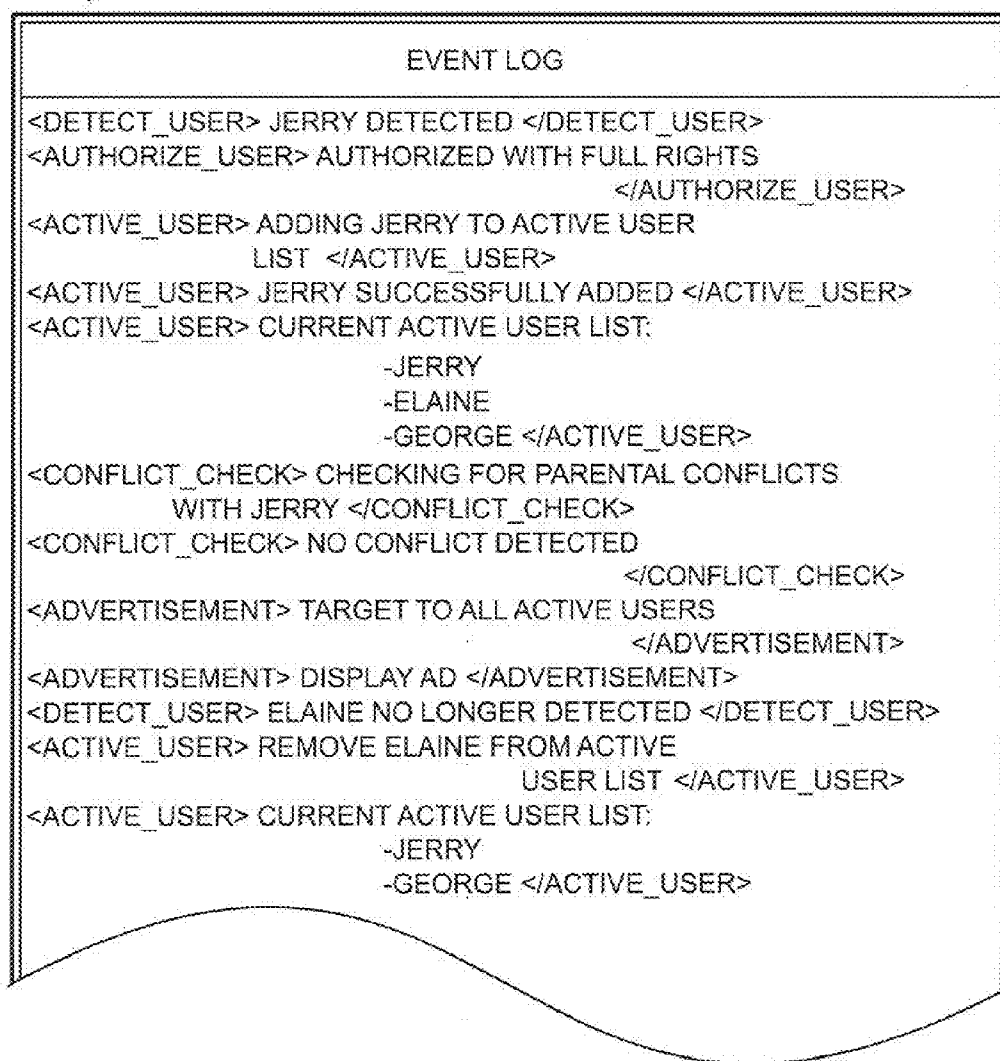 EVENT LOG
<DETECT_USER> JERRY DETECTED </DETECT_USER>
<AUTHORIZE_USER> AUTHORIZED WITH FULL RIGHTS
</AUTHORIZE_USER>
<ACTIVE_USER> ADDING JERRY TO ACTIVE USER
LIST </ACTIVE_USER>
<ACTIVE_USER> JERRY SUCCESSFULLY ADDED </ACTIVE_USER>
<ACTIVE_USER> CURRENT ACTIVE USER LIST:
-JERRY
-ELAINE
-GEORGE </ACTIVE_USER>
<CONFLICT_CHECK> CHECKING FOR PARENTAL CONFLICTS
WITH JERRY </CONFLICT_CHECK>
<CONFLICT_CHECK> NO CONFLICT DETECTED
</CONFLICT_CHECK>
<ADVERTISEMENT> TARGET TO ALL ACTIVE USERS
</ADVERTISEMENT>
<ADVERTISEMENT> DISPLAY AD </ADVERTISEMENT>
<DETECT_USER> ELAINE NO LONGER DETECTED </DETECT_USER>
<ACTIVE_USER> REMOVE ELAINE FROM ACTIVE
USER LIST </ACTIVE_USER>
<ACTIVE_USER> CURRENT ACTIVE USER LIST:
-JERRY
-GEORGE </ACTIVE_USER>